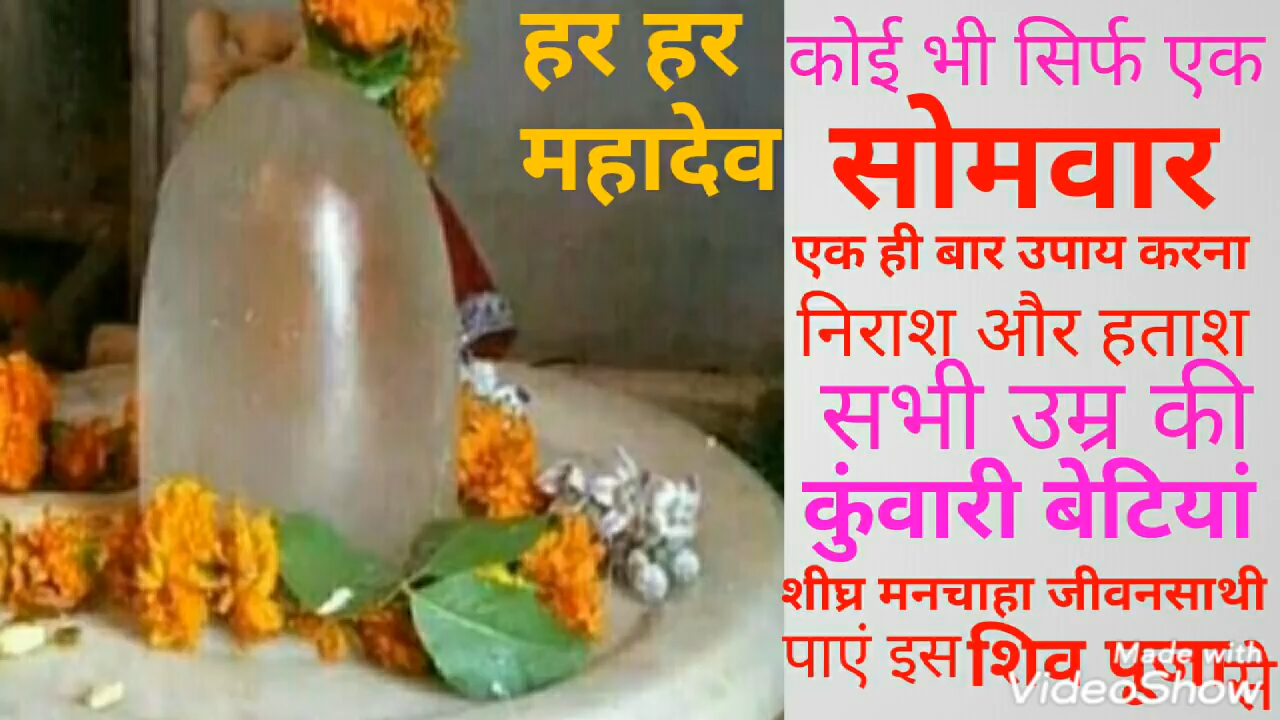 हर हर
महादेव
कोई भी सिर्फ एक
सोमवार
एक ही बार उपाय करना
निराश और हताश
सभी उम्र की
कुंवारी बेटियां
शीघ्र मनचाहा जीवनसाथी
पाएं इस शिव से
Made with
VideoShow